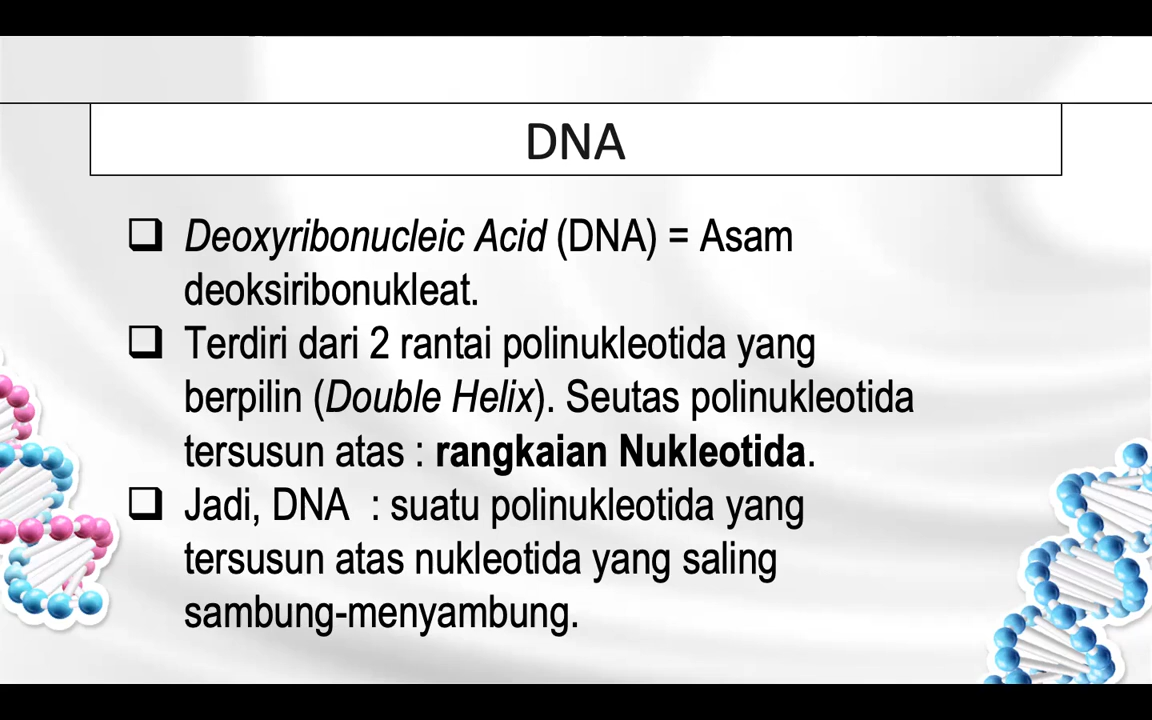 DNA
❑ Deoxyribonucleic Acid (DNA) = Asam
deoksiribonukleat.
❑ Terdiri dari 2 rantai polinukleotida yang
berpilin (Double Helix). Seutas polinukleotida
tersusun atas : rangkaian Nukleotida.
❑ Jadi, DNA : suatu polinukleotida yang
tersusun atas nukleotida yang saling
sambung-menyambung.